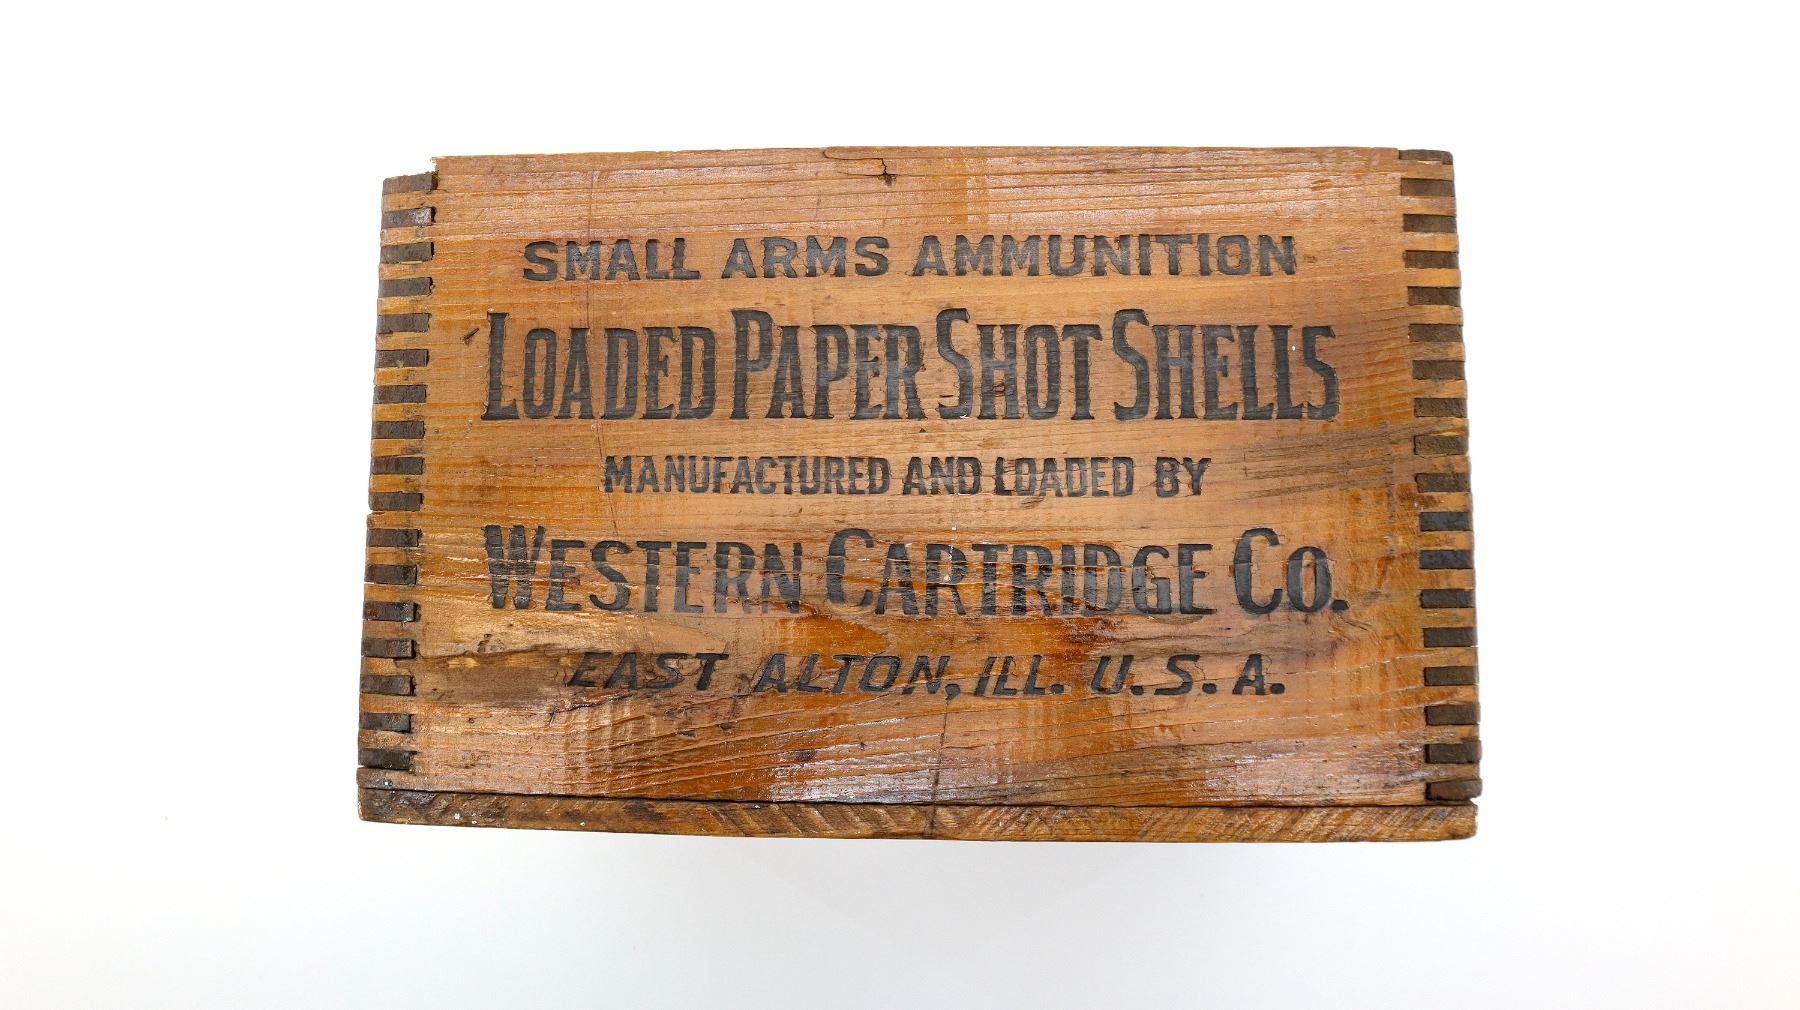 SMALL ARMS AMMUNITION
LOADED PAPER SHOT SHELLS
MANUFACTURED AND LOADED BY
WESTERN CARTRIDGE CO.
EAST ALTON, ILL. U.S.A.